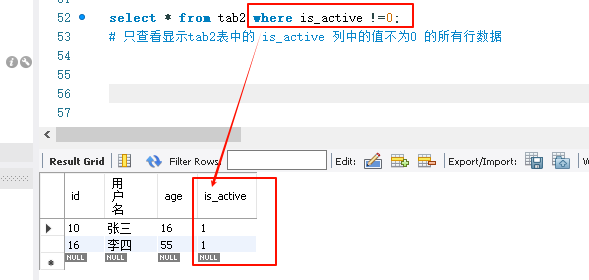 52
select * from tab2 where is_active !=0;
53
# 只查看显示tab2表中的 is_active 列中的值不为0 的所有行数据
55
56
57
Result Grid
Filter Rows:
Edit:
Export/Import:
id
用户名
age
is_active
10 张三 16 1
16 李四 55 1
NULL NULL NULL NULL